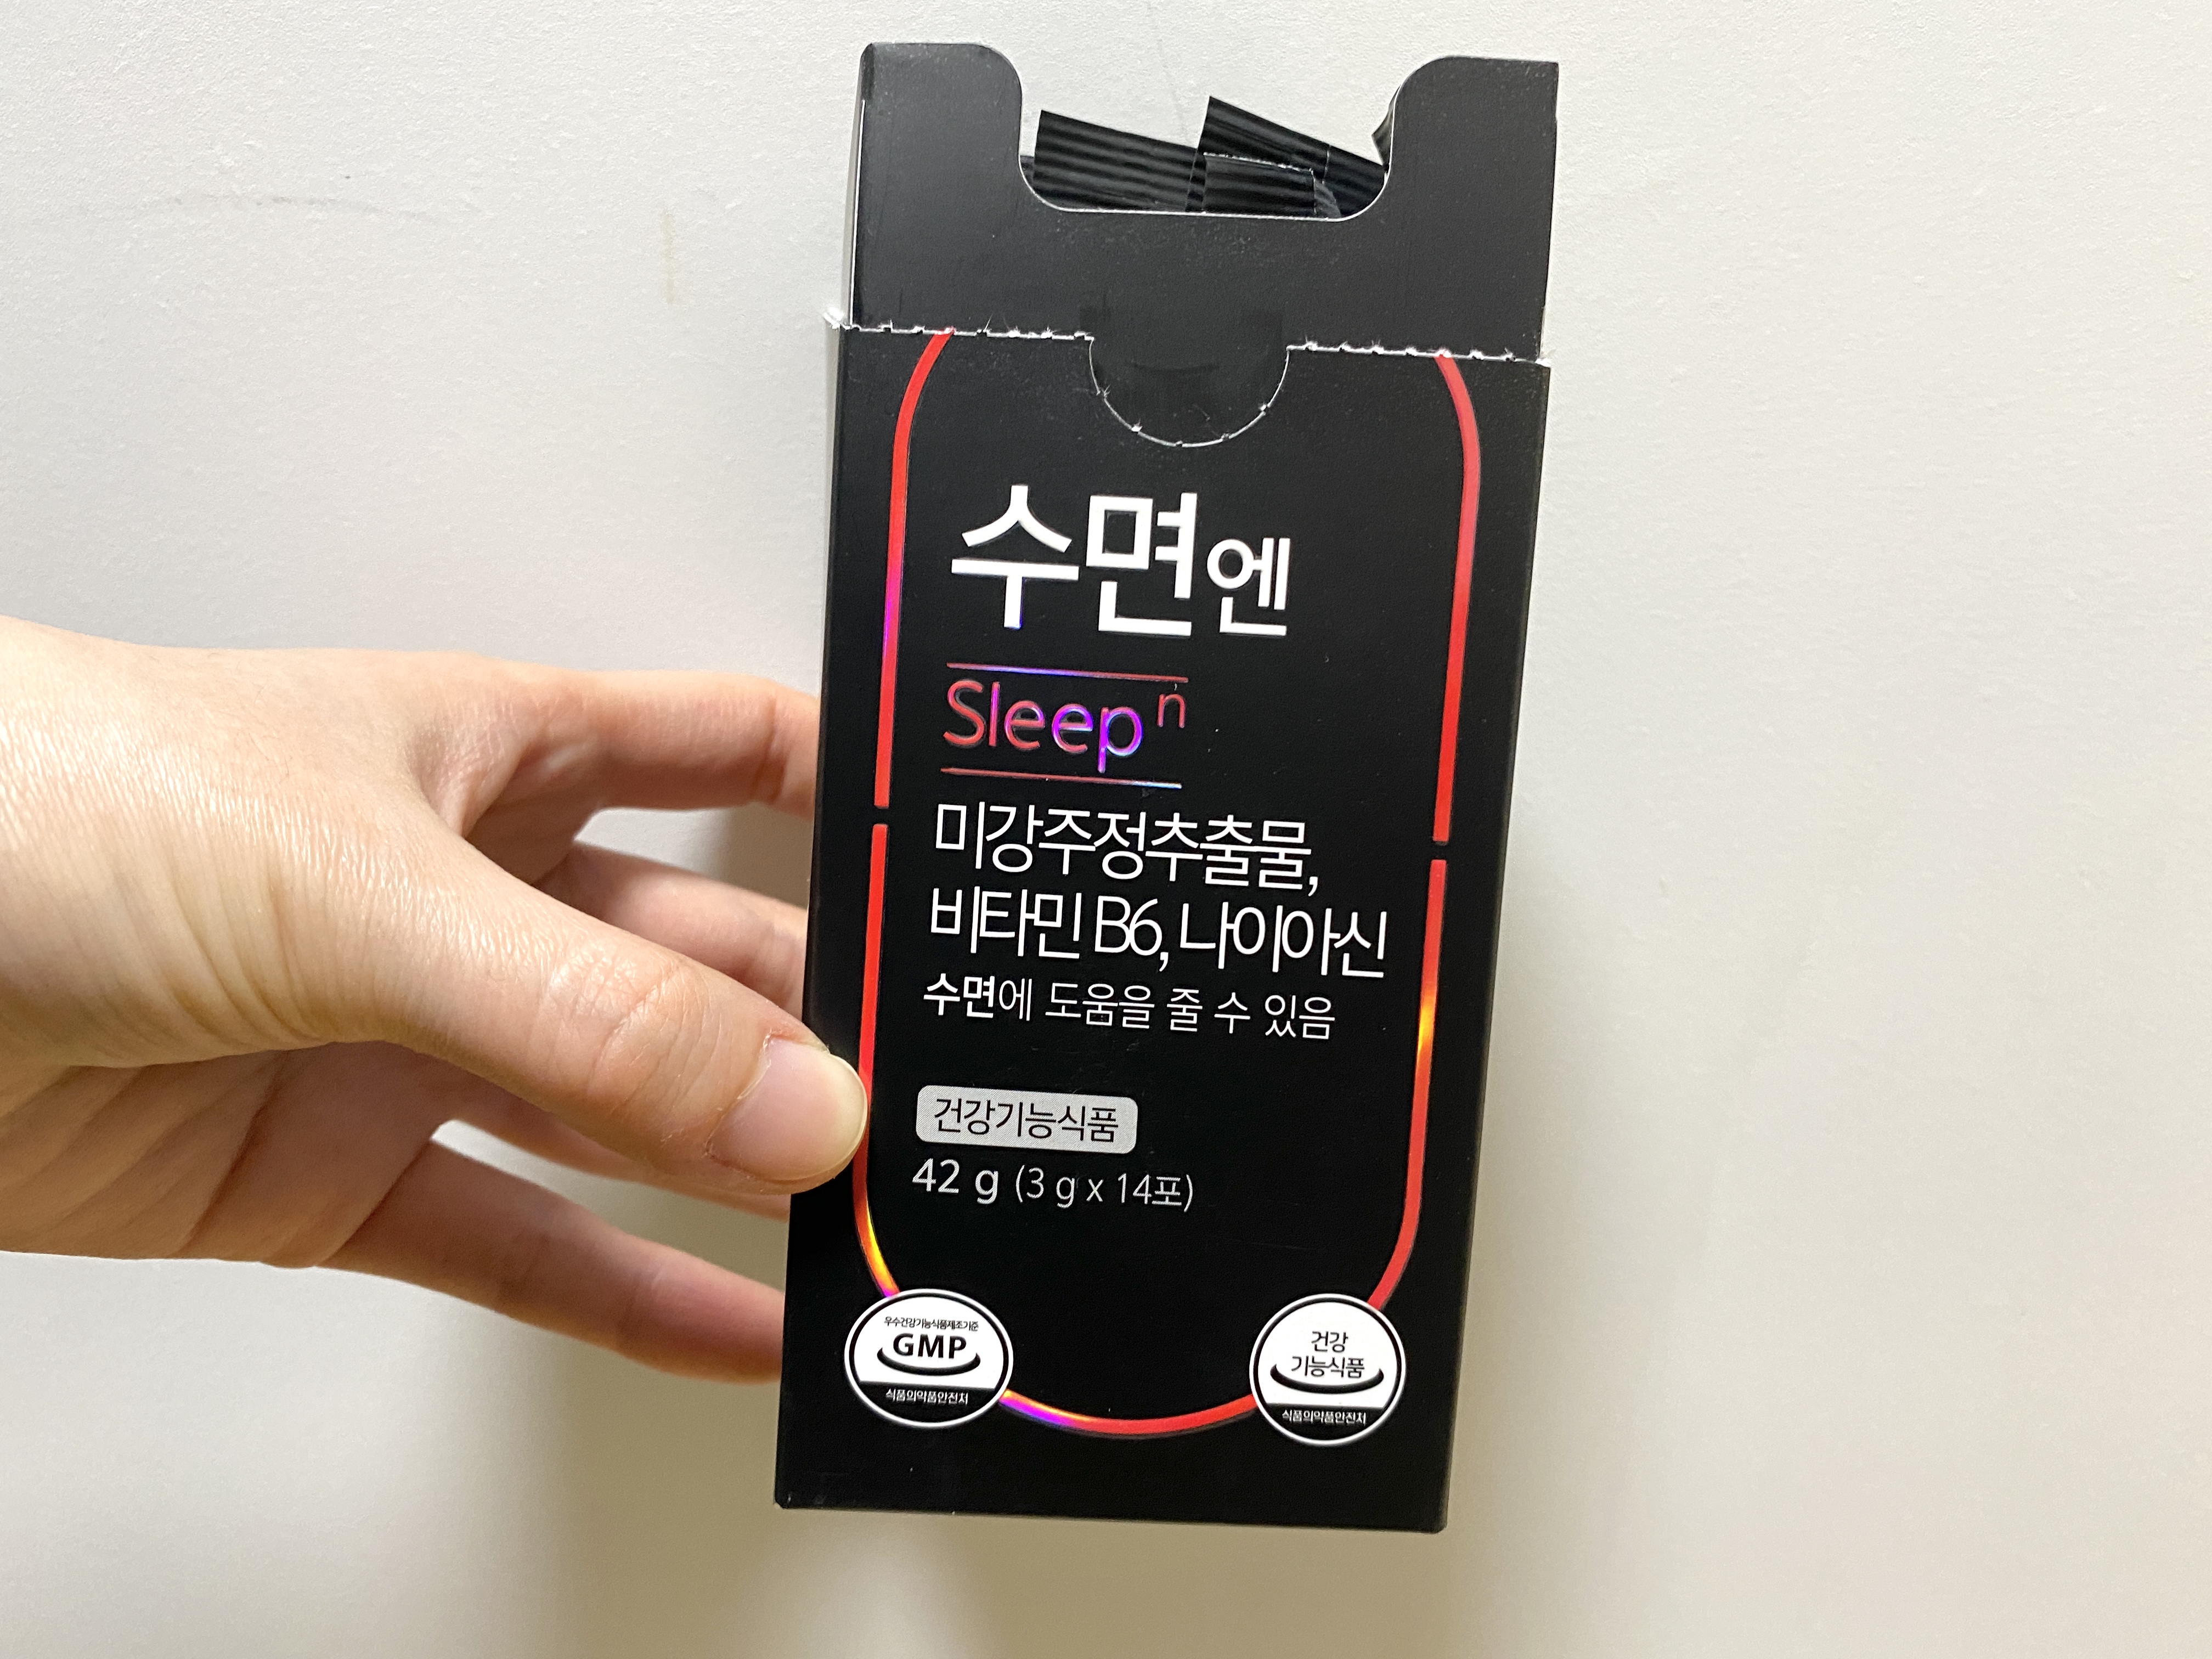 수면엔
Sleep n
미강주정추출물,
비타민 B6, 나이아신
수면에 도움을 줄 수 있음
건강기능식품
42 g (3 g x 14포)
우수건강기능식품제조기준
GMP
식품의약품안전처
건강
기능식품
식품의약품안전처